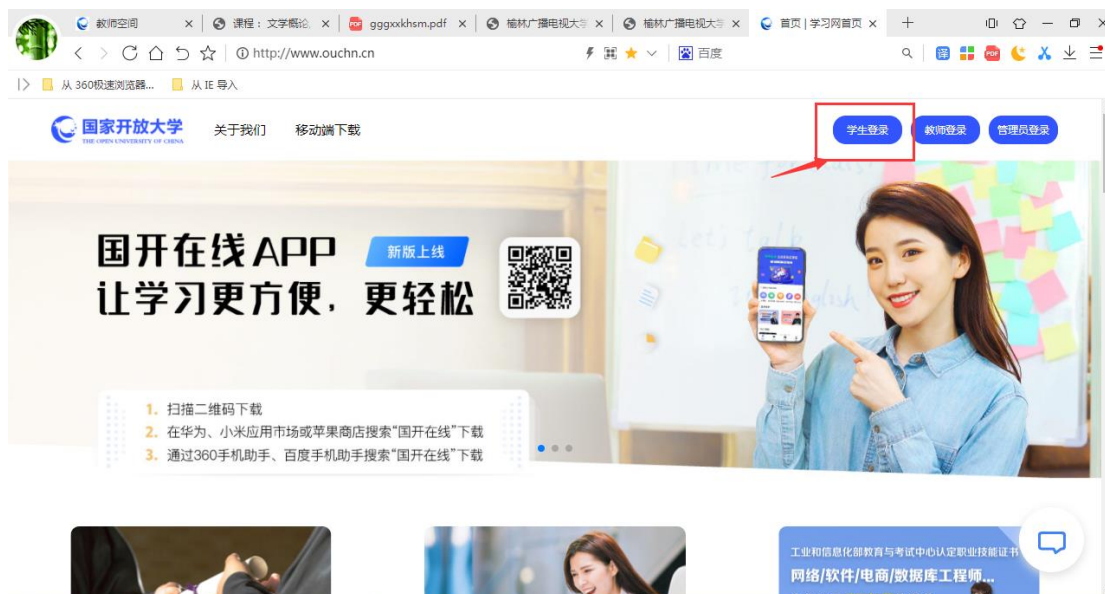 教师空间
课程：文学概论
gggxxkhsm.pdf
榆林广播电视大学
榆林广播电视大学
首页 | 学习网首页
http://www.ouchn.cn
百度
译
PDF
从 360极速浏览器...
从 IE 导入
国家开放大学
THE OPEN UNIVERSITY OF CHINA
关于我们
移动端下载
学生登录
教师登录
管理员登录
国开在线 APP
新版上线
让学习更方便，更轻松
1. 扫描二维码下载
2. 在华为、小米应用市场或苹果商店搜索“国开在线”下载
3. 通过360手机助手、百度手机助手搜索“国开在线”下载
工业和信息化部教育与考试中心认定职业技能证书
网络/软件/电商/数据库工程师...